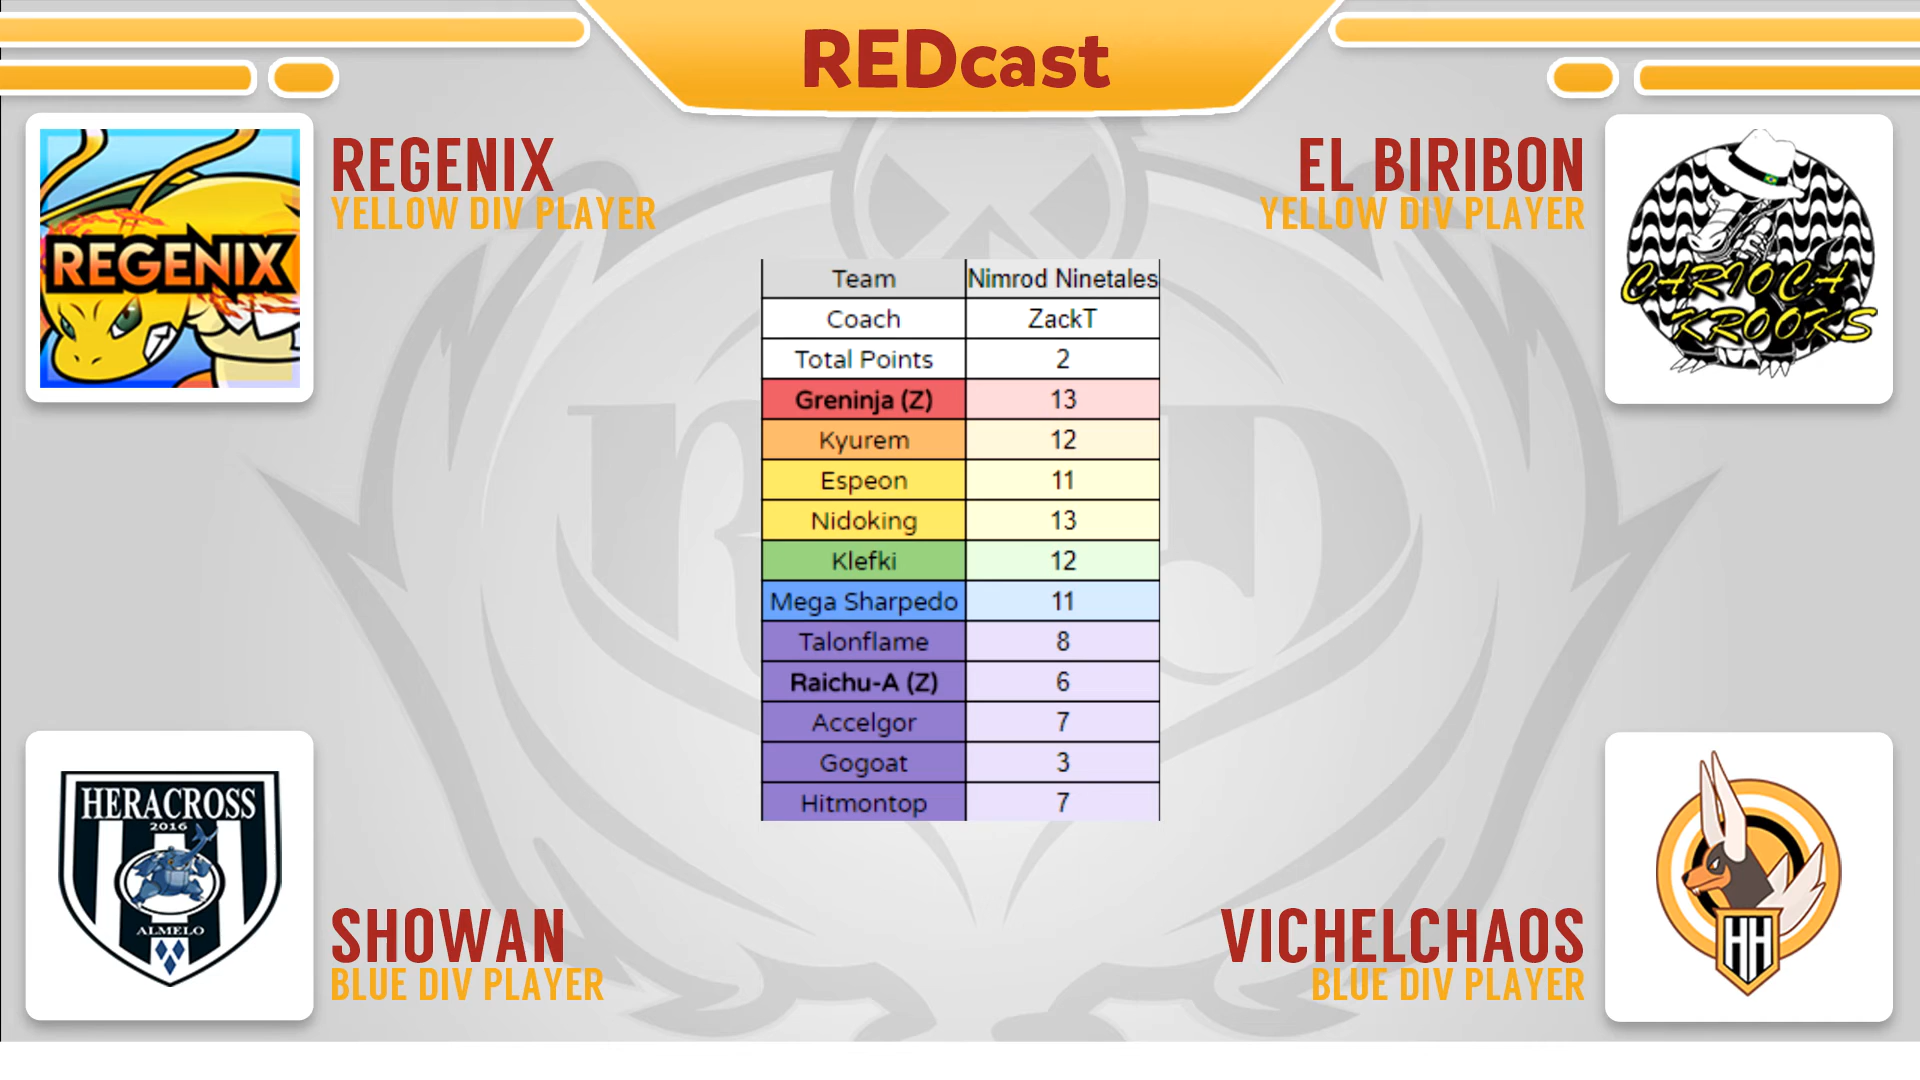 REDcast
REGENIX
YELLOW DIV PLAYER
REGENIX
EL BIRIBON
YELLOW DIV PLAYER
CARIOCA
KROOKS
Team Nimrod Ninetales
Coach ZackT
Total Points 2
Greninja (Z) 13
Kyurem 12
Espeon 11
Nidoking 13
Klefki 12
Mega Sharpedo 11
Talonflame 8
Raichu-A (Z) 6
Accelgor 7
Gogoat 3
Hitmontop 7
HERACROSS
2016
ALMELO
SHOWAN
BLUE DIV PLAYER
VICHELCHAOS
BLUE DIV PLAYER
HH